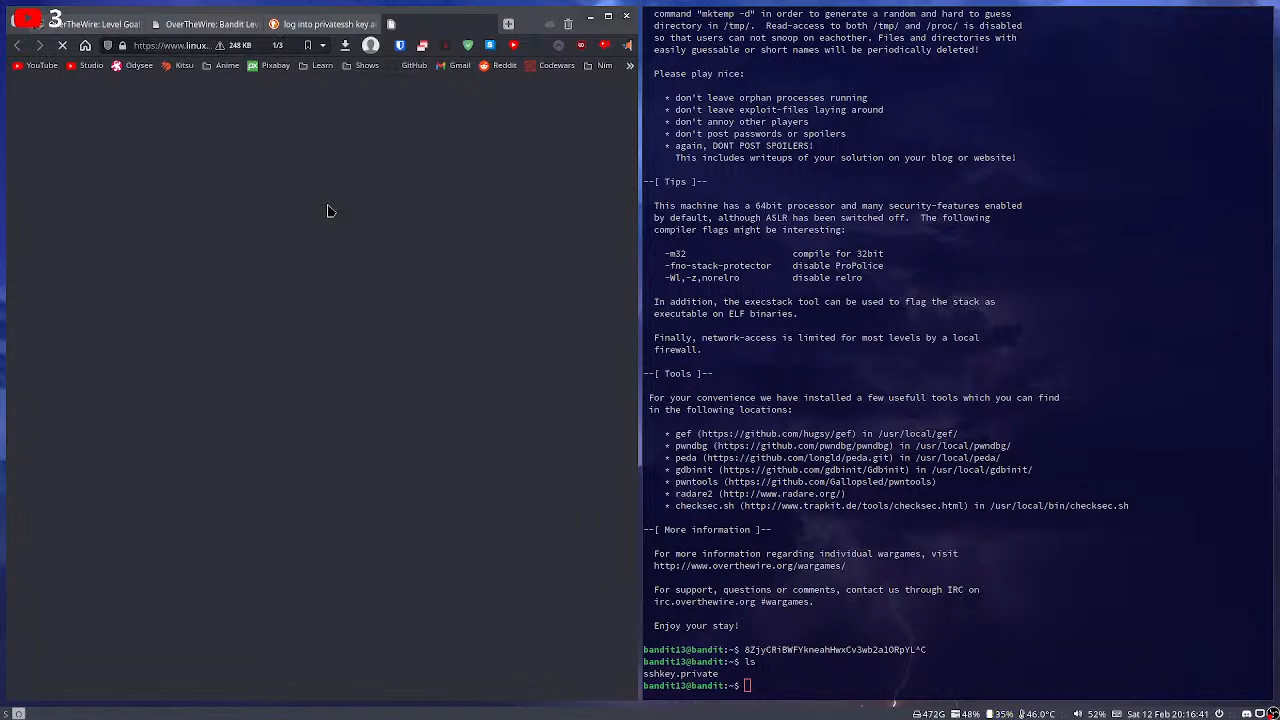 3
OverTheWire: Level Goal
OverTheWire: Bandit Lev
log into privatessh key a
https://www.linux...
248 KB
1/3
YouTube
Studio
Odysee
Kitsu
Anime
Pixabay
Learn
Shows
GitHub
Gmail
Reddit
Codewars
Nim
»
command "mktemp -d" in order to generate a random and hard to guess
directory in /tmp/. Read-access to both /tmp/ and /proc/ is disabled
so that users can not snoop on eachother. Files and directories with
easily guessable or short names will be periodically deleted!
Please play nice:
* don't leave orphan processes running
* don't leave exploit-files laying around
* don't annoy other players
* don't post passwords or spoilers
* again, DONT POST SPOILERS!
This includes writeups of your solution on your blog or website!
--[ Tips ]--
This machine has a 64bit processor and many security-features enabled
by default, although ASLR has been switched off. The following
compiler flags might be interesting:
-m32 compile for 32bit
-fno-stack-protector disable ProPolice
-Wl,-z,norelro disable relro
In addition, the execstack tool can be used to flag the stack as
executable on ELF binaries.
Finally, network-access is limited for most levels by a local
firewall.
--[ Tools ]--
For your convenience we have installed a few usefull tools which you can find
in the following locations:
* gef (https://github.com/hugsy/gef) in /usr/local/gef/
* pwndbg (https://github.com/pwndbg/pwndbg) in /usr/local/pwndbg/
* peda (https://github.com/longld/peda.git) in /usr/local/peda/
* gdbinit (https://github.com/gdbinit/Gdbinit) in /usr/local/gdbinit/
* pwntools (https://github.com/Gallopsled/pwntools)
* radare2 (http://www.radare.org/)
* checksec.sh (http://www.trapkit.de/tools/checksec.html) in /usr/local/bin/checksec.sh
--[ More information ]--
For more information regarding individual wargames, visit
http://www.overthewire.org/wargames/
For support, questions or comments, contact us through IRC on
irc.overthewire.org #wargames.
Enjoy your stay!
bandit13@bandit:~$ 8ZjyCRiBWFYkneahHwxCv3wb2a1ORpYL^C
bandit13@bandit:~$ ls
sshkey.private
bandit13@bandit:~$
S
472G
48%
35%
46.0°C
52%
Sat 12 Feb 20:16:41